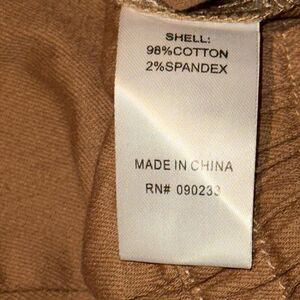 SHELL:
98%COTTON
2%SPANDEX
MADE IN CHINA
RN# 090233